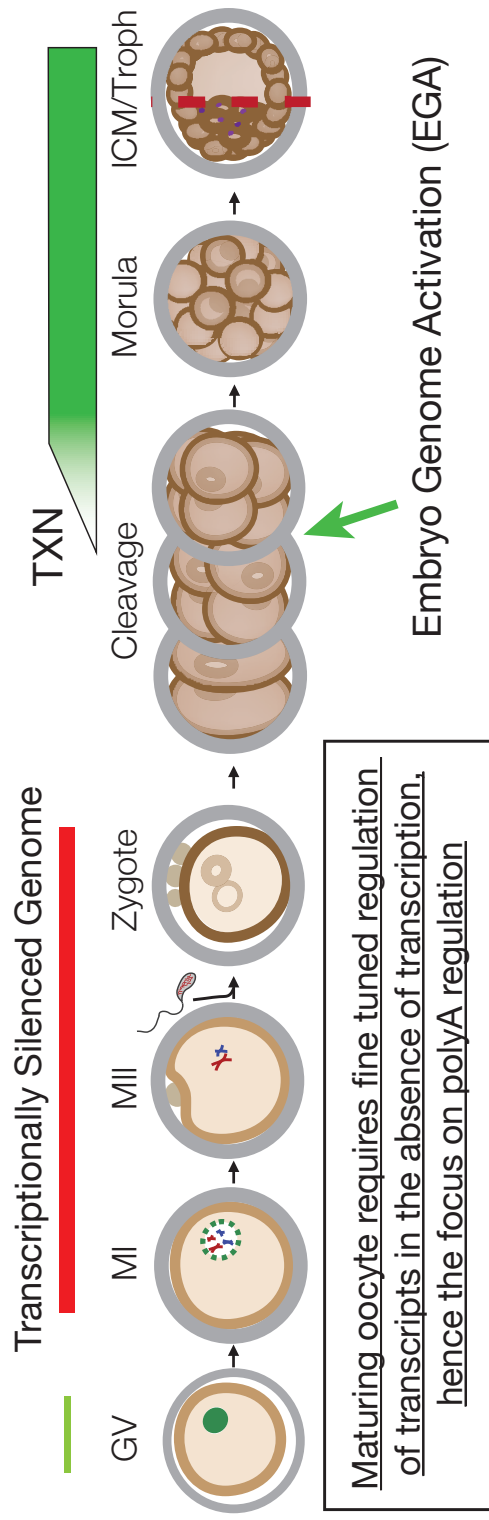 Transcriptionally Silenced Genome
TXN
GV
MI
MII
Zygote
Cleavage
Morula
ICM/Troph
Maturing oocyte requires fine tuned regulation
of transcripts in the absence of transcription,
hence the focus on polyA regulation
Embryo Genome Activation (EGA)